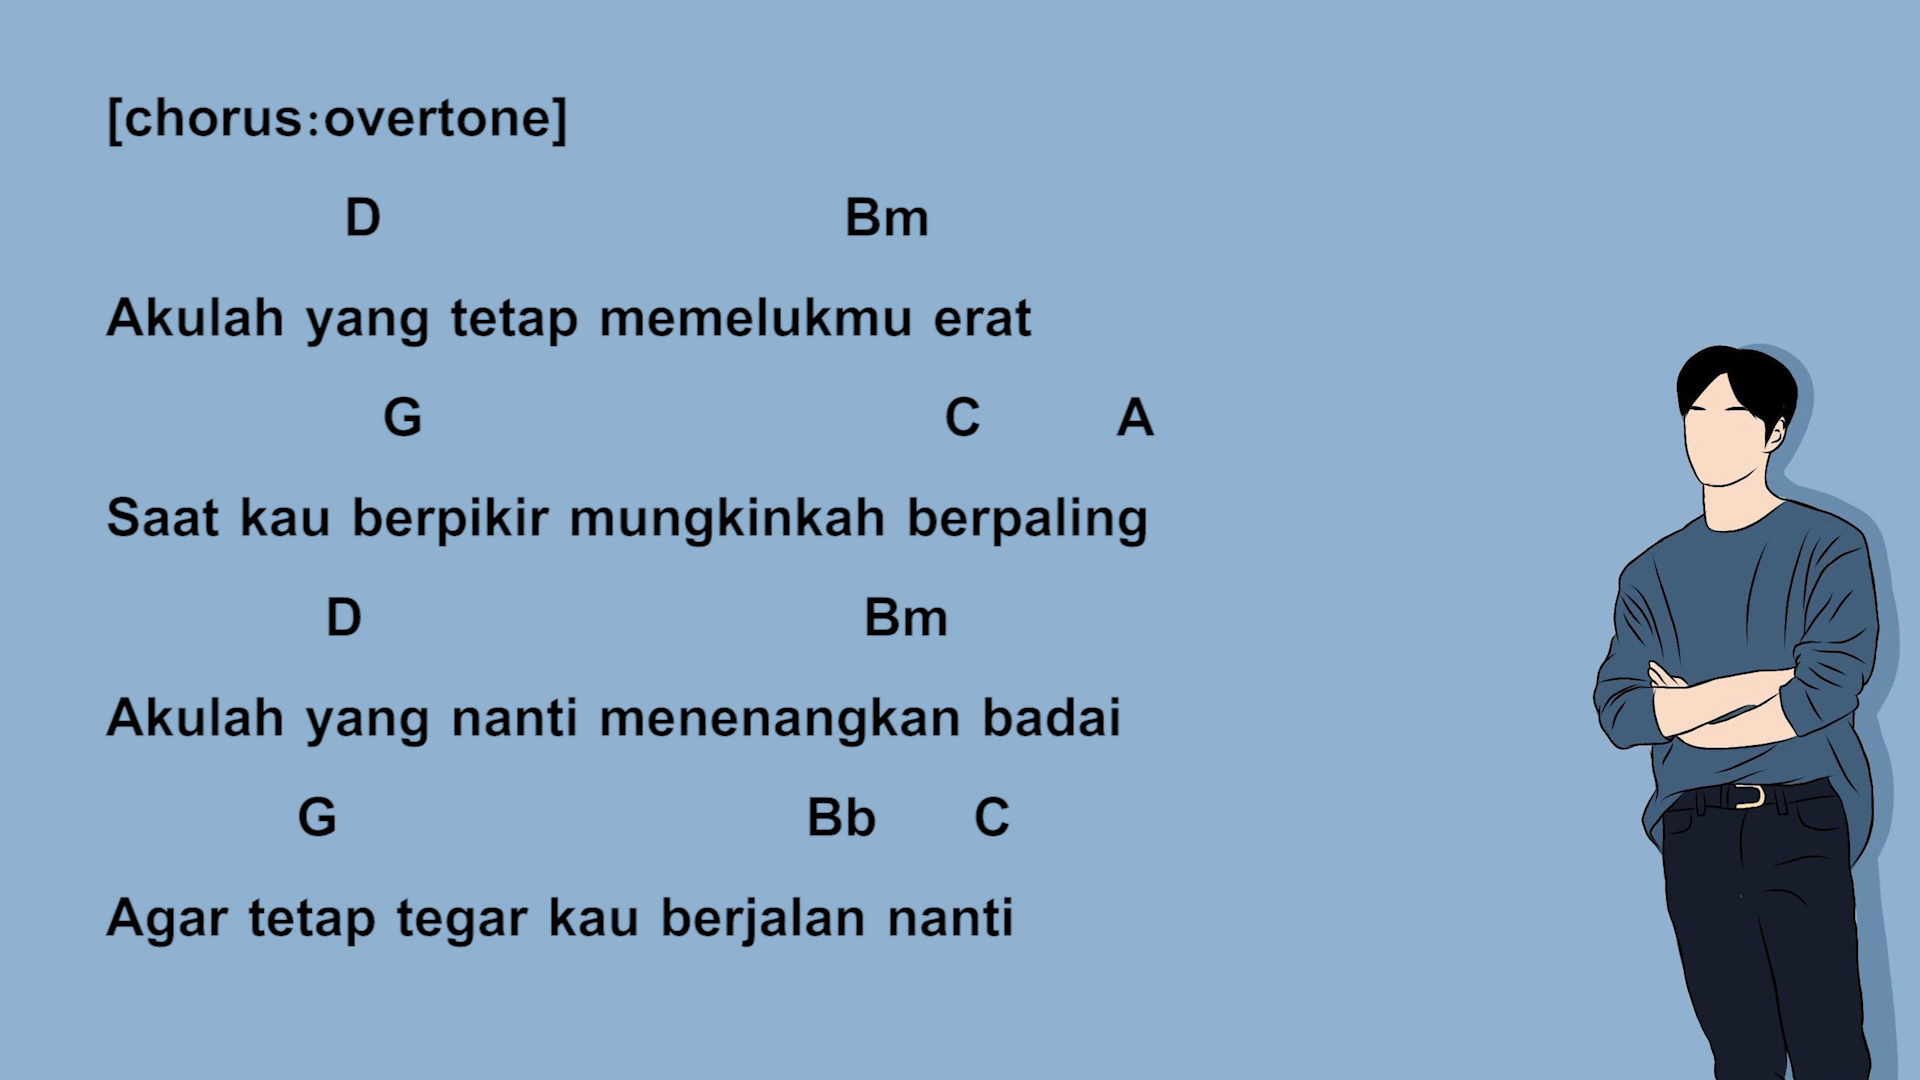 [chorus:overtone]
D Bm
Akulah yang tetap memelukmu erat
G C A
Saat kau berpikir mungkinkah berpaling
D Bm
Akulah yang nanti menenangkan badai
G Bb C
Agar tetap tegar kau berjalan nanti